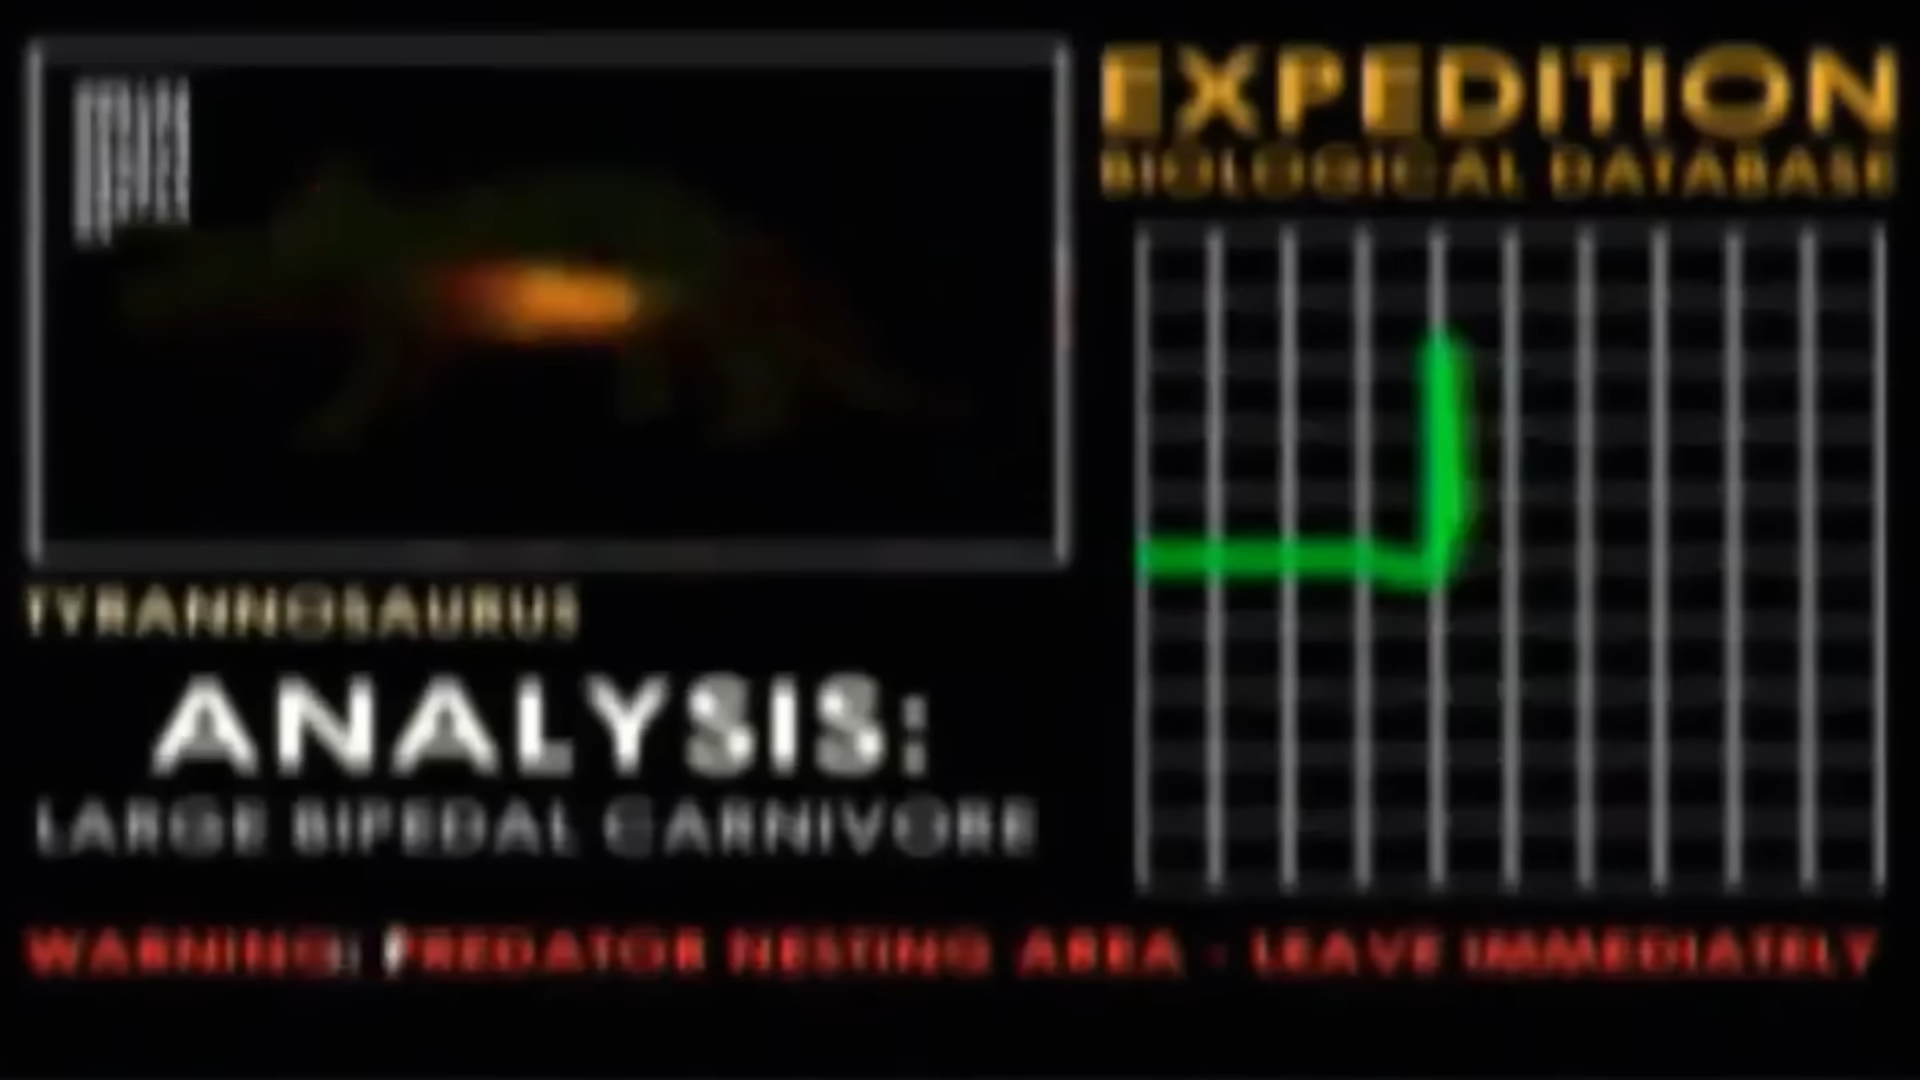 EXPEDITION
BIOLOGICAL DATABASE
TYRANNOSAURUS
ANALYSIS:
LARGE BIPEDAL CARNIVORE
WARNING: PREDATOR NESTING AREA - LEAVE IMMEDIATELY